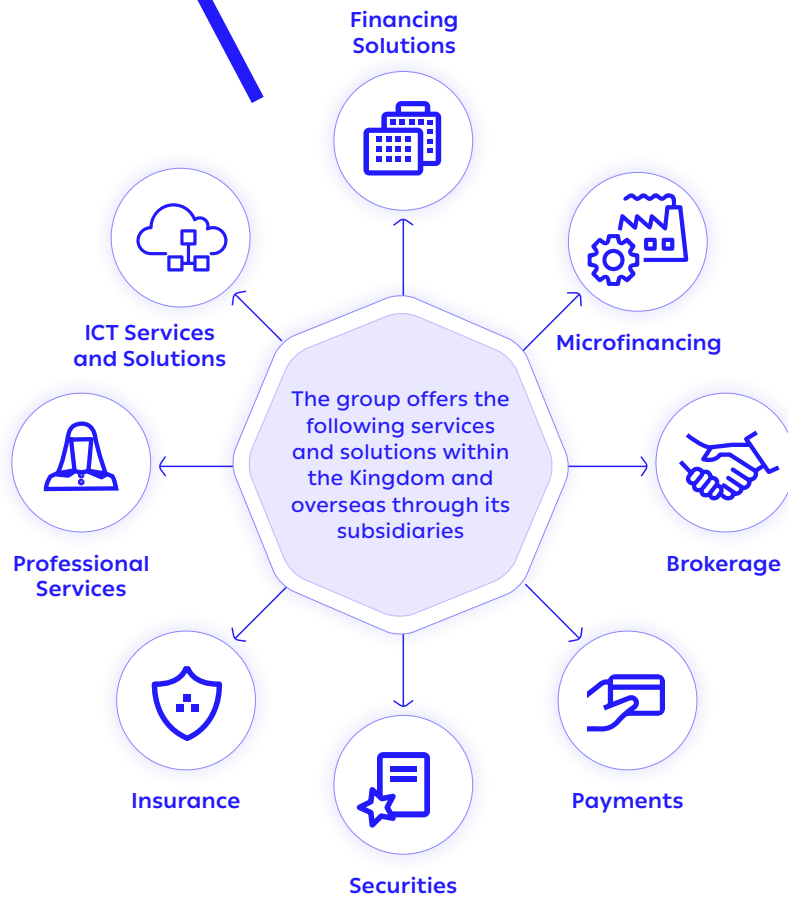 Financing
Solutions
ICT Services
and Solutions
Microfinancing
The group offers the
following services
and solutions within
the Kingdom and
overseas through its
subsidiaries
Professional
Services
Brokerage
Insurance
Payments
Securities